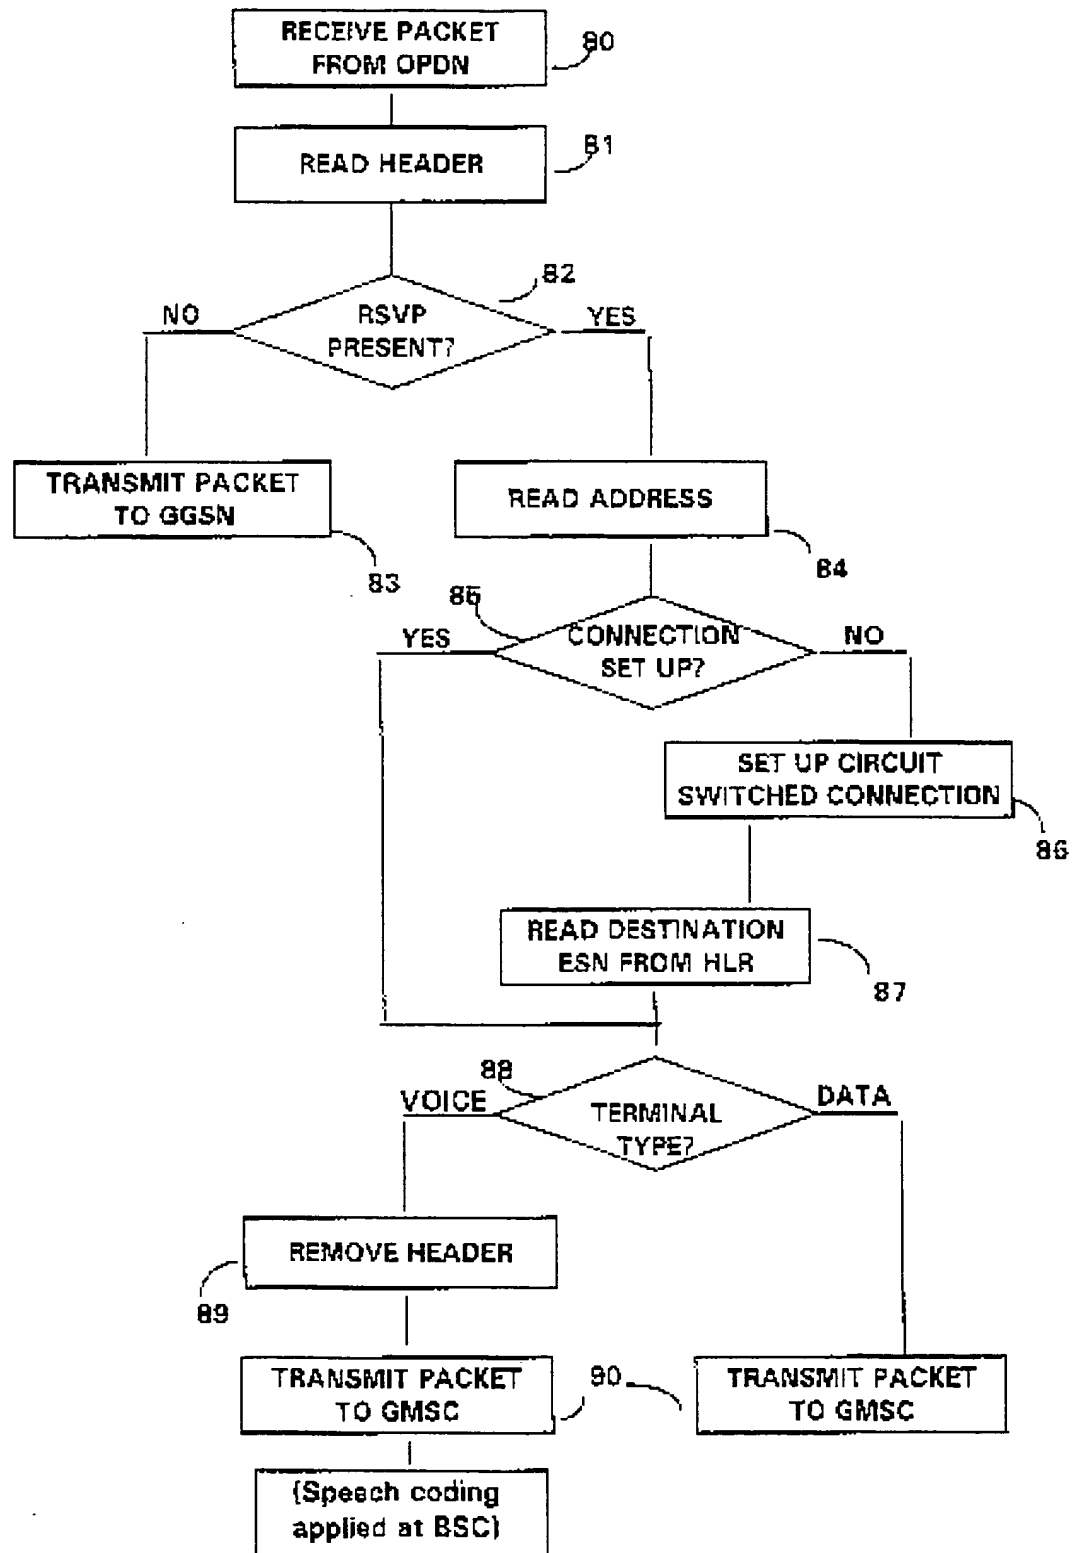 RECEIVE PACKET
FROM OPDN
80
READ HEADER
81
82
NO
RSVP
PRESENT?
YES
TRANSMIT PACKET
TO GGSN
83
READ ADDRESS
84
85
YES
CONNECTION
SET UP?
NO
SET UP CIRCUIT
SWITCHED CONNECTION
86
READ DESTINATION
ESN FROM HLR
87
88
VOICE
TERMINAL
TYPE?
DATA
REMOVE HEADER
89
TRANSMIT PACKET
TO GMSC
90
TRANSMIT PACKET
TO GMSC
(Speech coding
applied at BSC)